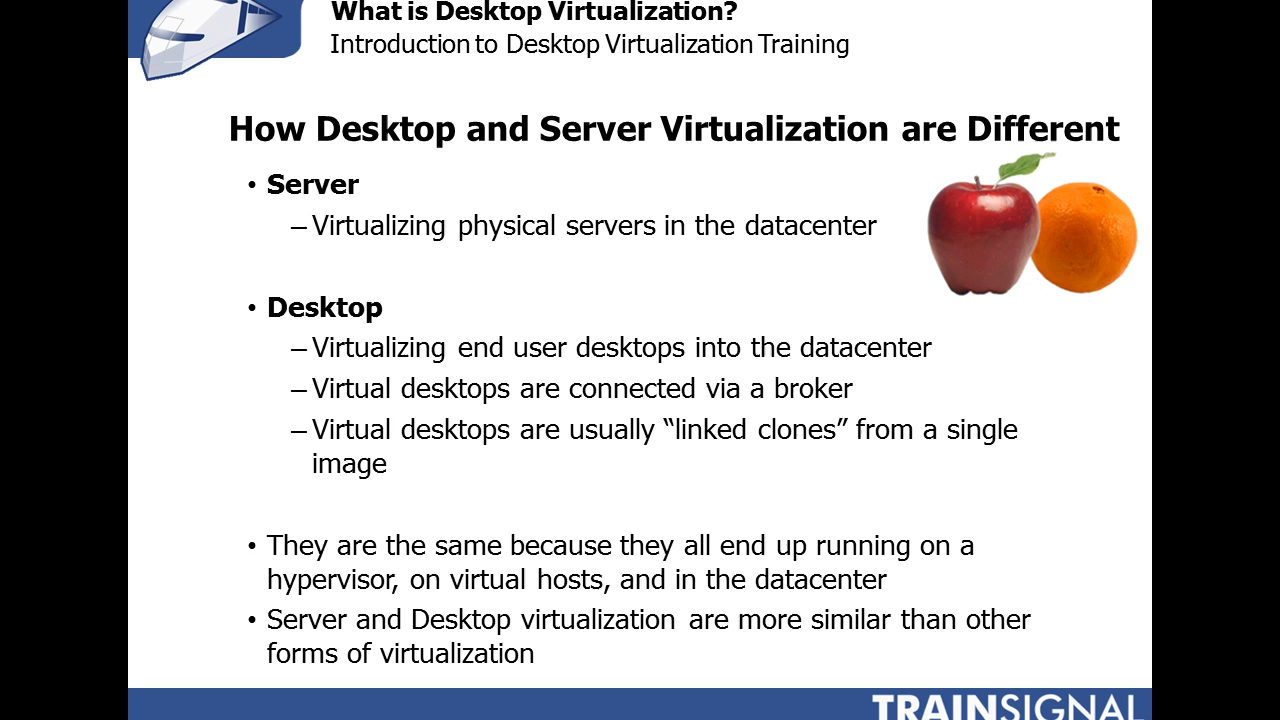 What is Desktop Virtualization?
Introduction to Desktop Virtualization Training
How Desktop and Server Virtualization are Different
• Server
– Virtualizing physical servers in the datacenter
• Desktop
– Virtualizing end user desktops into the datacenter
– Virtual desktops are connected via a broker
– Virtual desktops are usually “linked clones” from a single
image
• They are the same because they all end up running on a
hypervisor, on virtual hosts, and in the datacenter
• Server and Desktop virtualization are more similar than other
forms of virtualization
TRAINSIGNAL